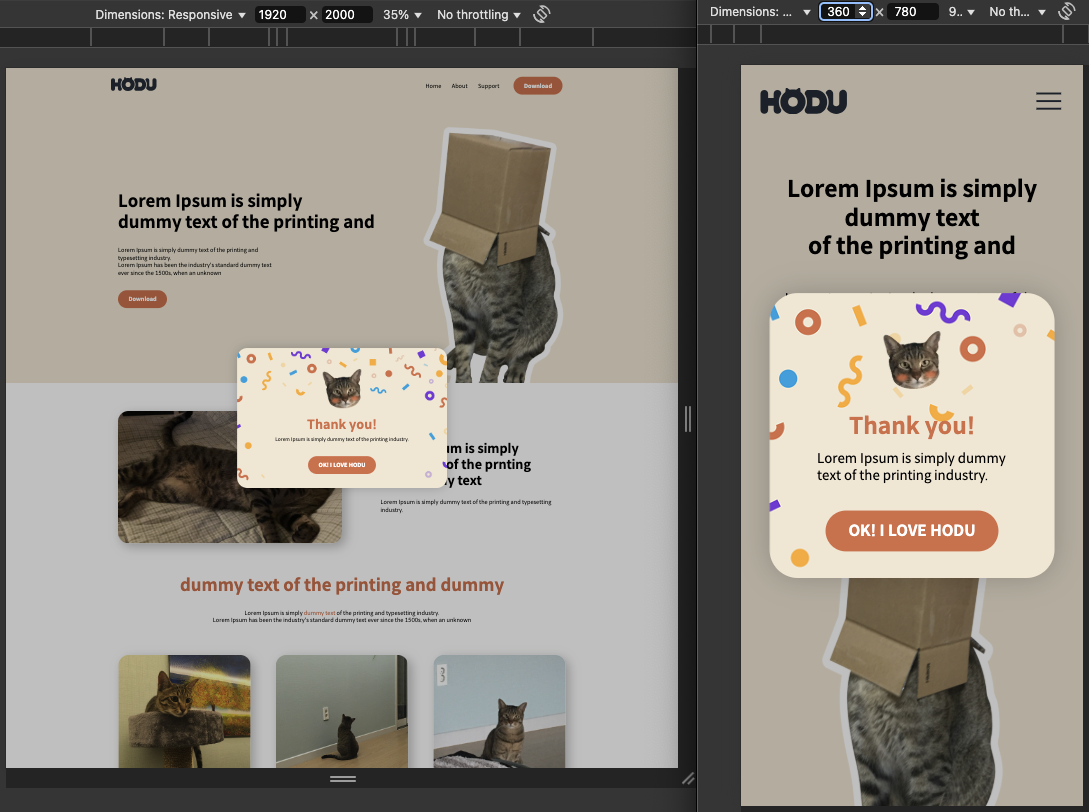 Dimensions: Responsive ▼ 1920 × 2000 35% ▼ No throttling ▼
HODU
Home About Support Download
Lorem Ipsum is simply
dummy text of the printing and
Lorem Ipsum is simply dummy text of the printing and
typesetting industry.
Lorem Ipsum has been the industry's standard dummy text
ever since the 1500s, when an unknown
Download
Thank you!
Lorem Ipsum is simply dummy text of the printing industry.
OK! I LOVE HODU
um is simply
of the prnting
y text
Lorem Ipsum is simply dummy text of the printing and typesetting
industry.
dummy text of the printing and dummy
Lorem Ipsum is simply dummy text of the printing and typesetting industry.
Lorem Ipsum has been the industry's standard dummy text ever since the 1500s, when an unknown
Dimensions: ... ▼ 360 × 780 9.. ▼ No th... ▼
HODU
Lorem Ipsum is simply
dummy text
of the printing and
Thank you!
Lorem Ipsum is simply dummy
text of the printing industry.
OK! I LOVE HODU